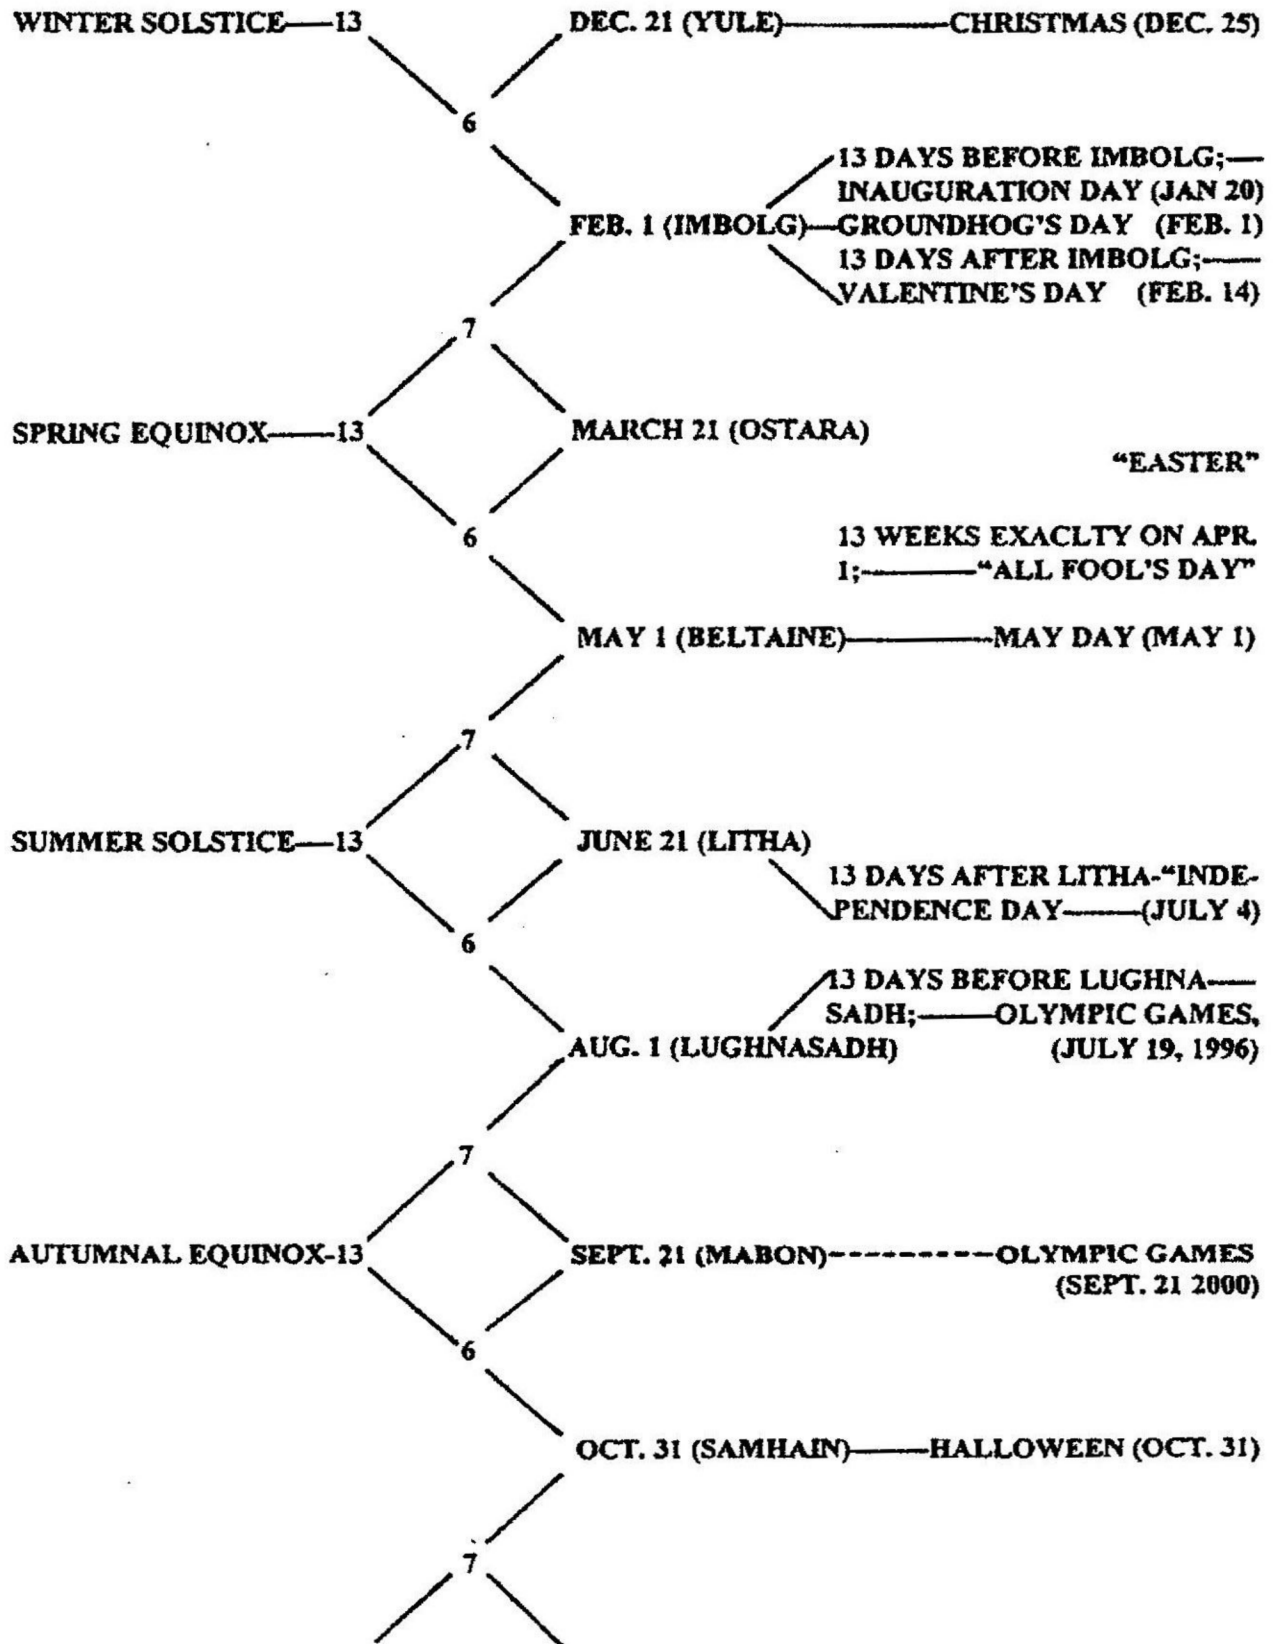 WINTER SOLSTICE—13 DEC. 21 (YULE)———CHRISTMAS (DEC. 25)
6
13 DAYS BEFORE IMBOLG;—
INAUGURATION DAY (JAN 20)
FEB. 1 (IMBOLG)—GROUNDHOG'S DAY (FEB. 1)
13 DAYS AFTER IMBOLG;—
VALENTINE'S DAY (FEB. 14)
7
SPRING EQUINOX—13 MARCH 21 (OSTARA)
“EASTER”
6
13 WEEKS EXACLTY ON APR.
1;———“ALL FOOL'S DAY”
MAY 1 (BELTAINE)———MAY DAY (MAY 1)
7
SUMMER SOLSTICE—13 JUNE 21 (LITHA)
13 DAYS AFTER LITHA-“INDE-
PENDENCE DAY——(JULY 4)
6
13 DAYS BEFORE LUGHNA—
SADH;——OLYMPIC GAMES,
AUG. 1 (LUGHNASADH) (JULY 19, 1996)
7
AUTUMNAL EQUINOX-13 SEPT. 21 (MABON)---------OLYMPIC GAMES
(SEPT. 21 2000)
6
OCT. 31 (SAMHAIN)——HALLOWEEN (OCT. 31)
7